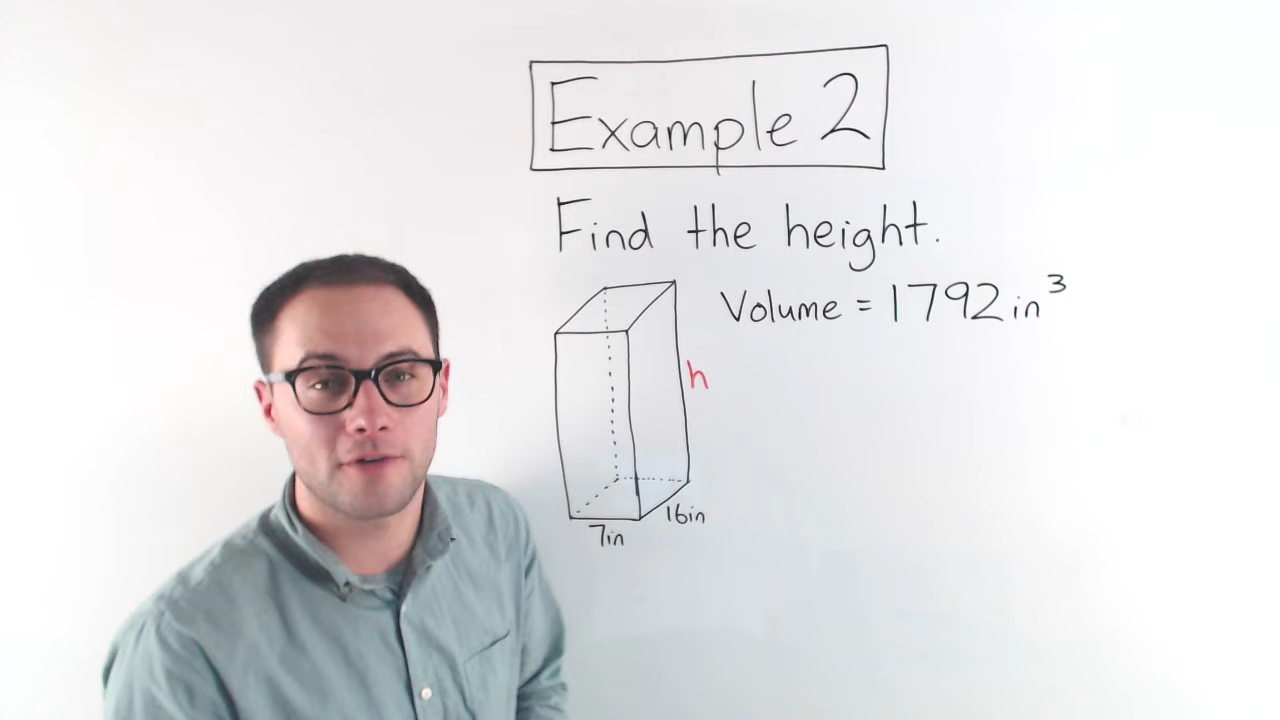 Example 2
Find the height.
Volume = 1792 in³
h
16in
7in